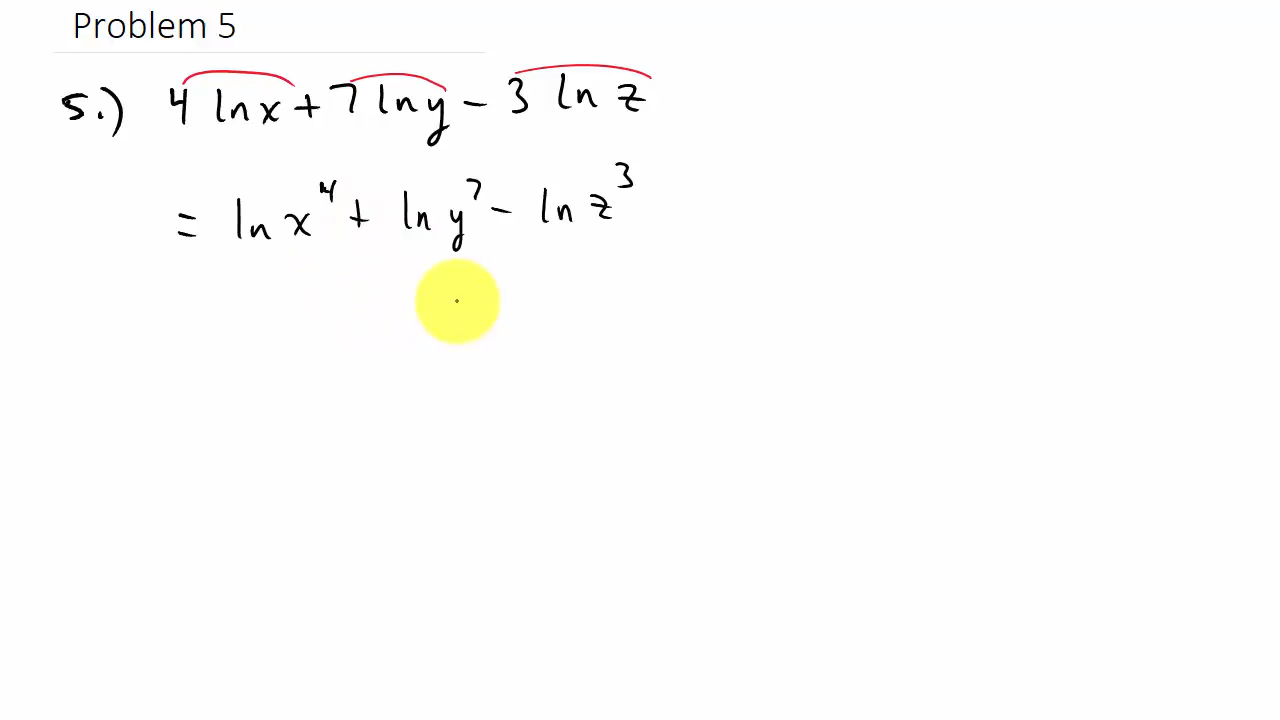 Problem 5
5.) 4 ln x + 7 ln y - 3 ln z
= ln x⁴ + ln y⁷ - ln z³